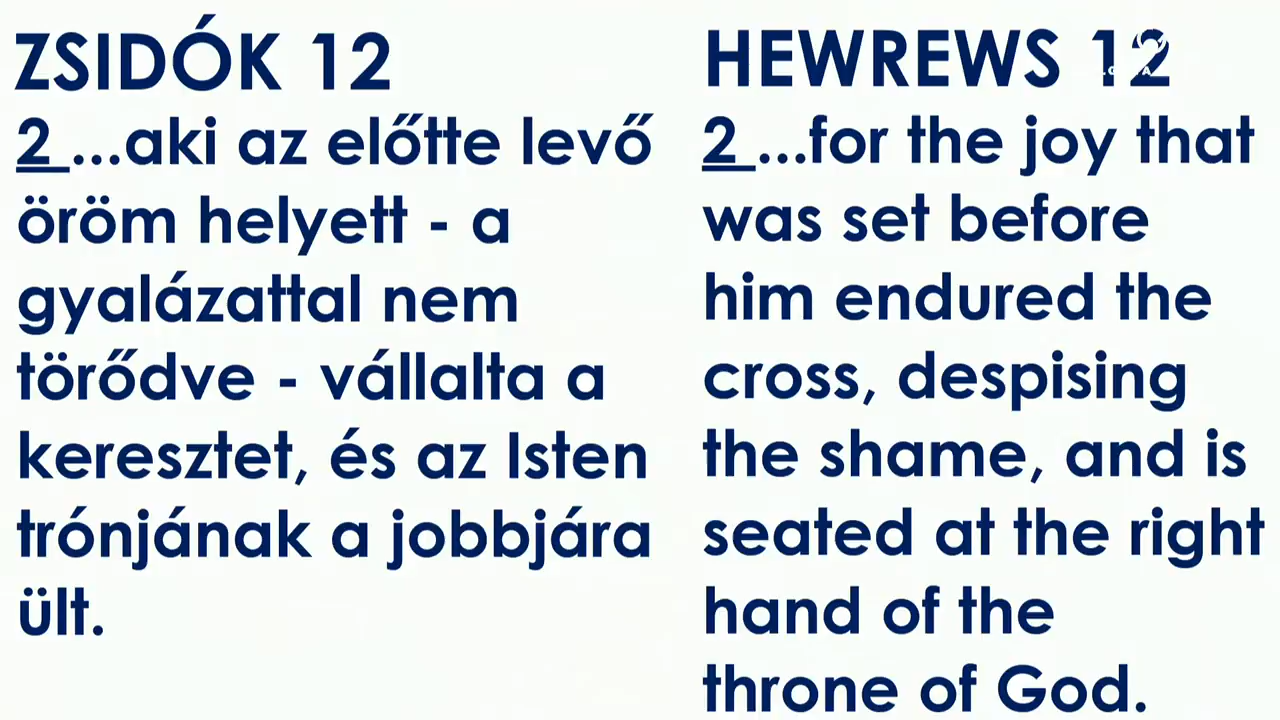 ZSIDÓK 12
2 ...aki az előtte levő
öröm helyett - a
gyalázattal nem
törődve - vállalta a
keresztet, és az Isten
trónjának a jobbjára
ült.
HEWREWS 12
2 ...for the joy that
was set before
him endured the
cross, despising
the shame, and is
seated at the right
hand of the
throne of God.